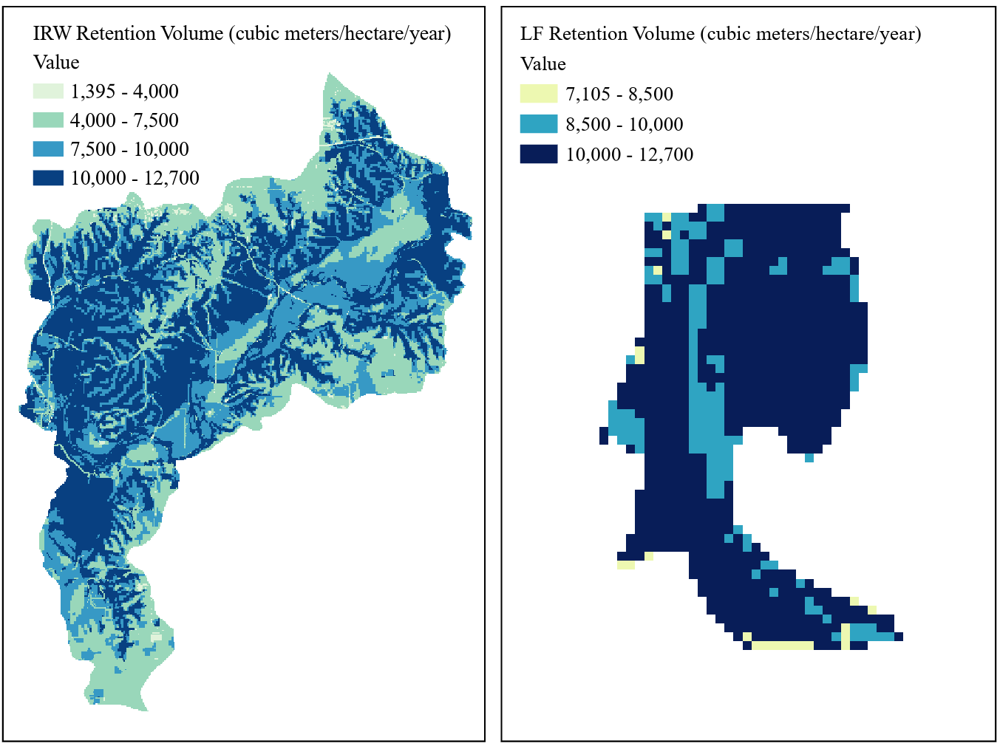 IRW Retention Volume (cubic meters/hectare/year)
Value
1,395 - 4,000
4,000 - 7,500
7,500 - 10,000
10,000 - 12,700
LF Retention Volume (cubic meters/hectare/year)
Value
7,105 - 8,500
8,500 - 10,000
10,000 - 12,700